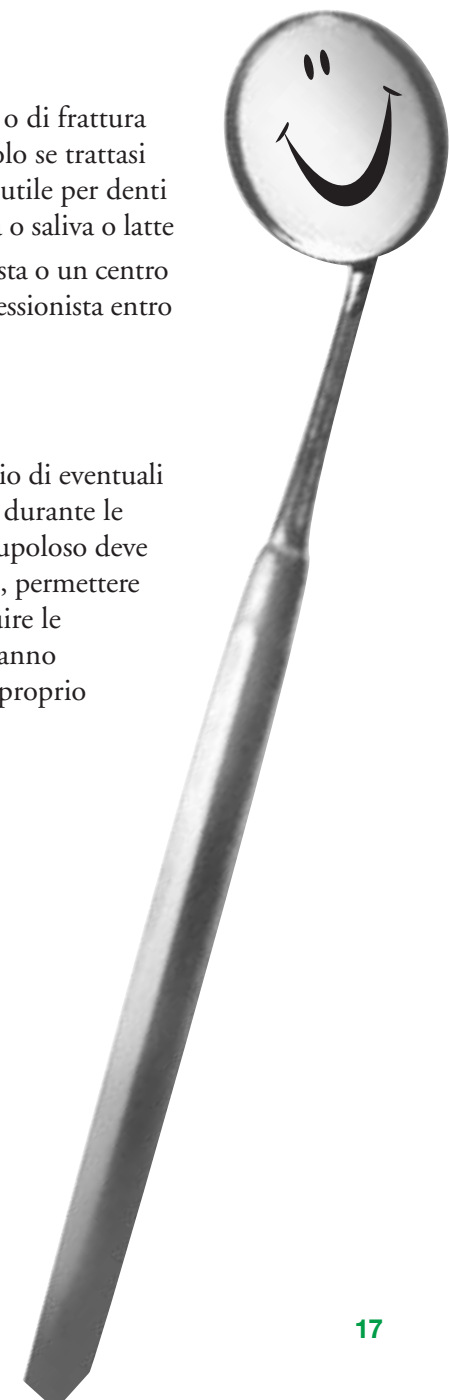 o di frattura
olo se trattasi
utile per denti
o saliva o latte
sta o un centro
essionista entro
io di eventuali
durante le
upoloso deve
, permettere
ire le
anno
proprio
17